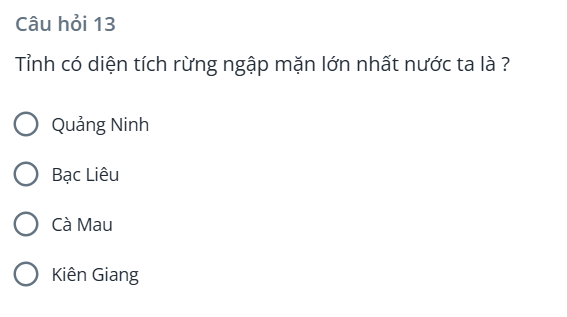 Câu hỏi 13
Tỉnh có diện tích rừng ngập mặn lớn nhất nước ta là ?
Quảng Ninh
Bạc Liêu
Cà Mau
Kiên Giang